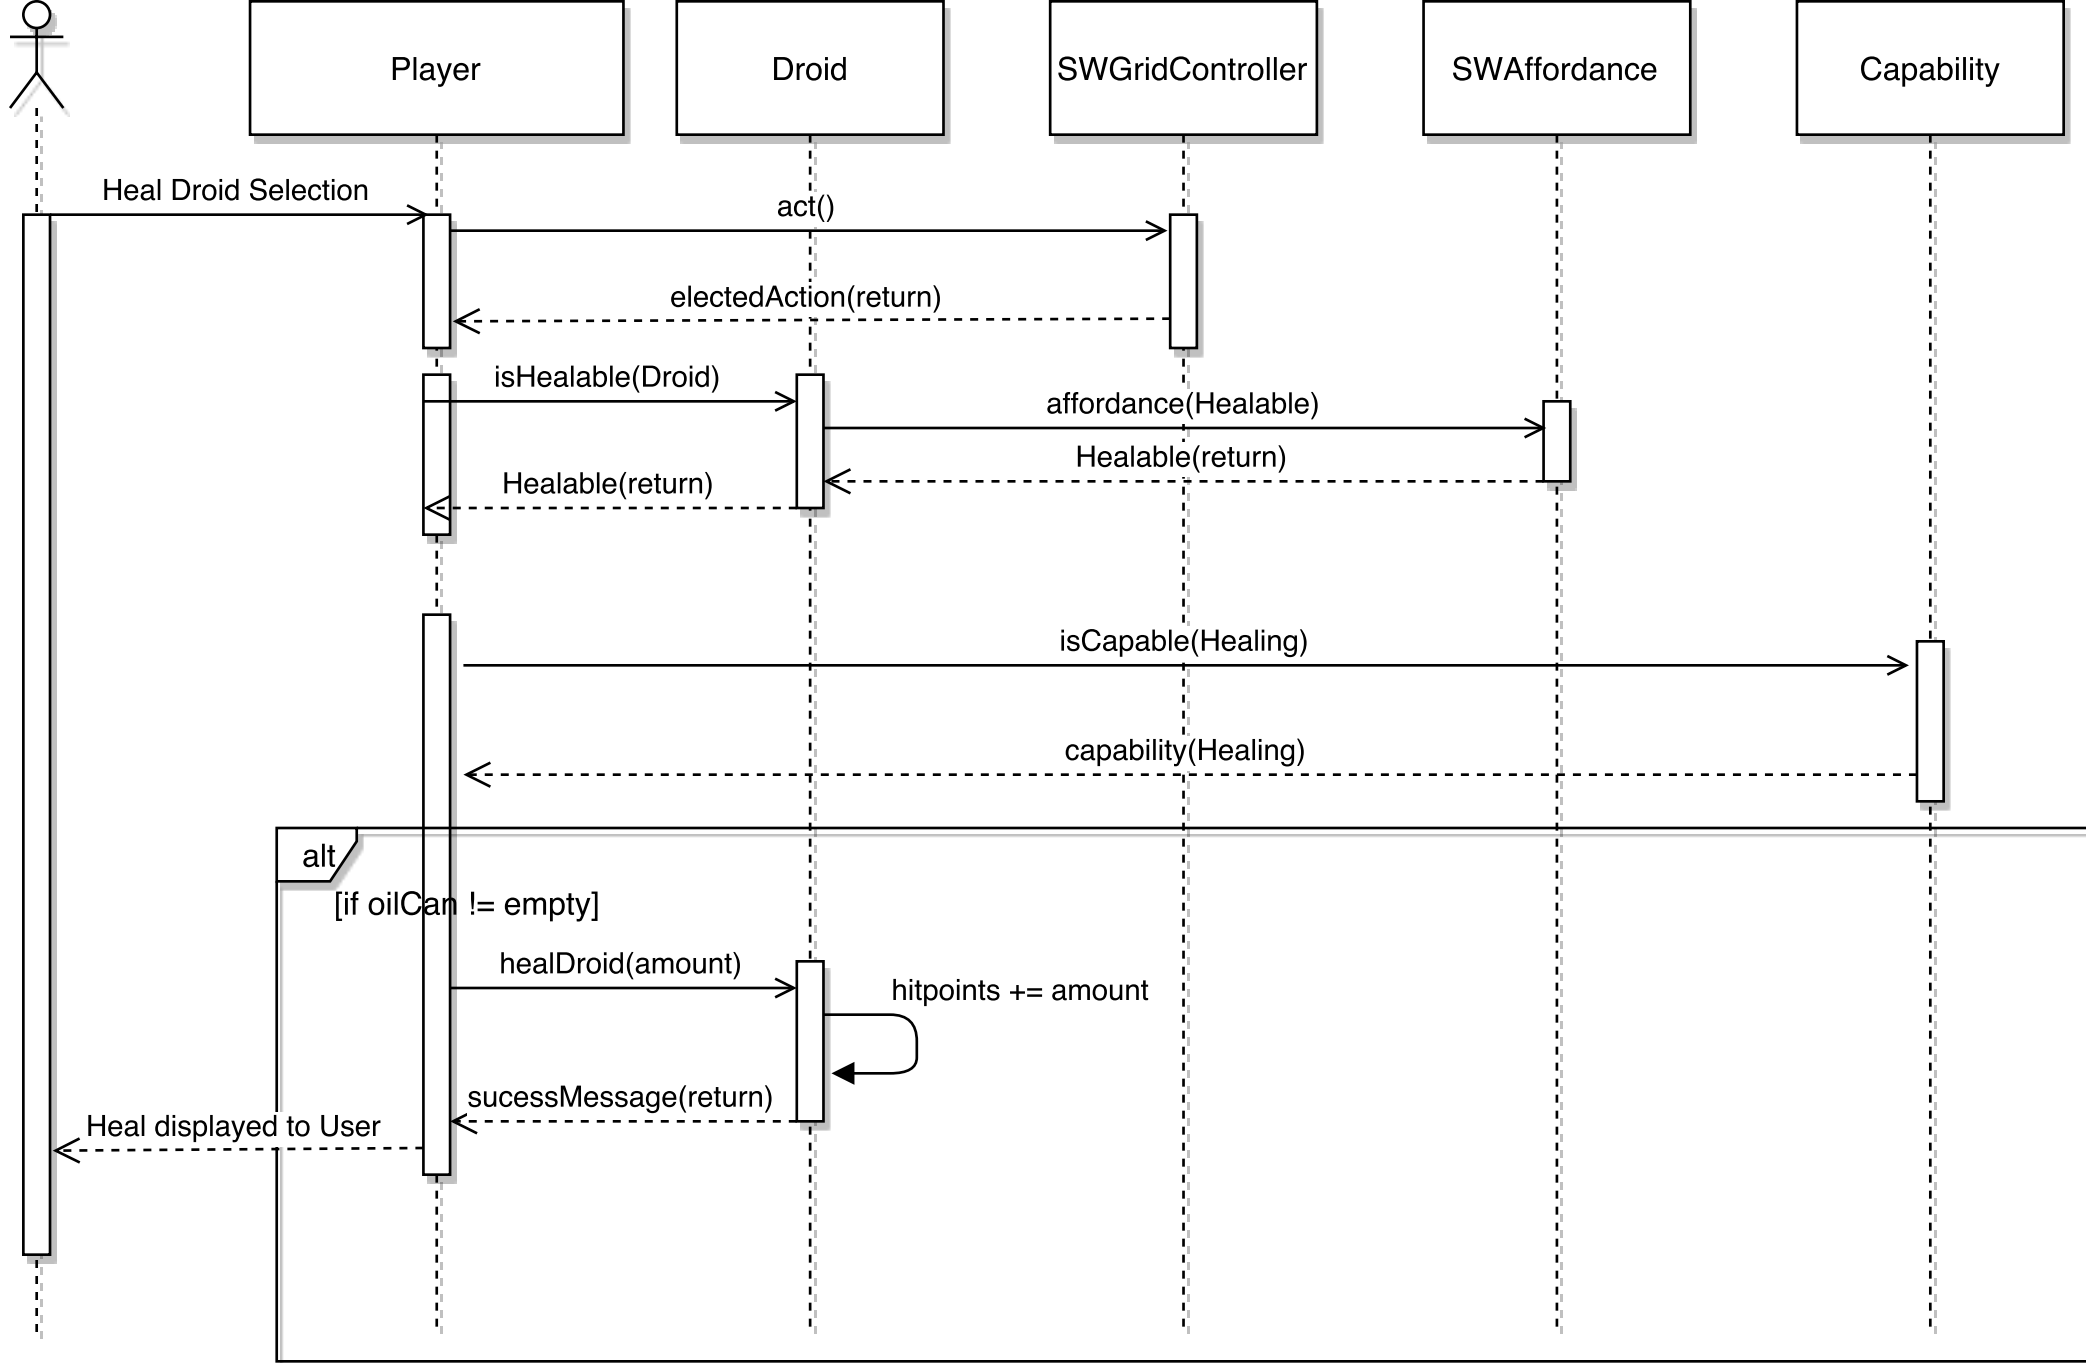 Player
Droid
SWGridController
SWAffordance
Capability
Heal Droid Selection
act()
electedAction(return)
isHealable(Droid)
affordance(Healable)
Healable(return)
Healable(return)
isCapable(Healing)
capability(Healing)
alt
[if oilCan != empty]
healDroid(amount)
hitpoints += amount
sucessMessage(return)
Heal displayed to User